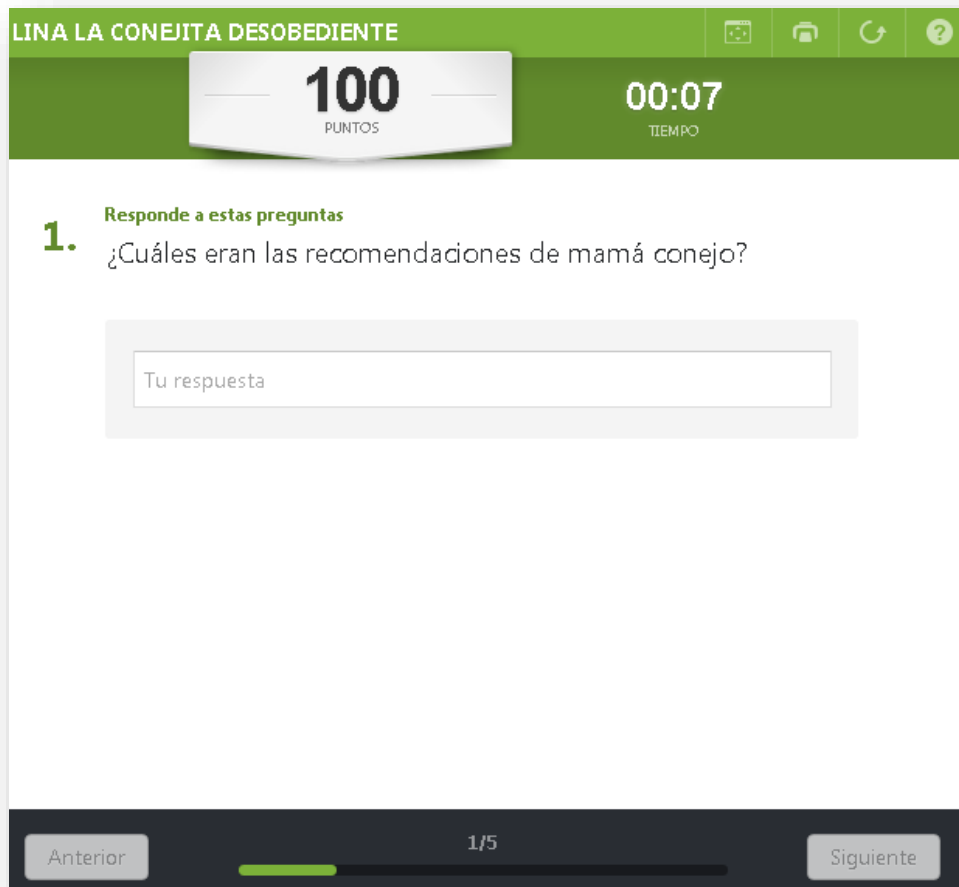 LINA LA CONEJITA DESOBEDIENTE
?
100
PUNTOS
00:07
TIEMPO
1.
Responde a estas preguntas
¿Cuáles eran las recomendaciones de mamá conejo?
Tu respuesta
Anterior
1/5
Siguiente